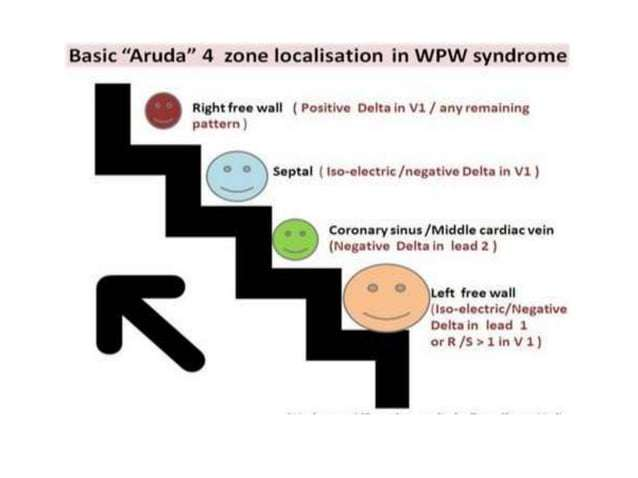 Basic “Aruda” 4 zone localisation in WPW syndrome
Right free wall ( Positive Delta in V1 / any remaining
pattern )
Septal ( Iso-electric /negative Delta in V1 )
Coronary sinus /Middle cardiac vein
(Negative Delta in lead 2 )
Left free wall
(Iso-electric/Negative
Delta in lead 1
or R /S > 1 in V 1 )